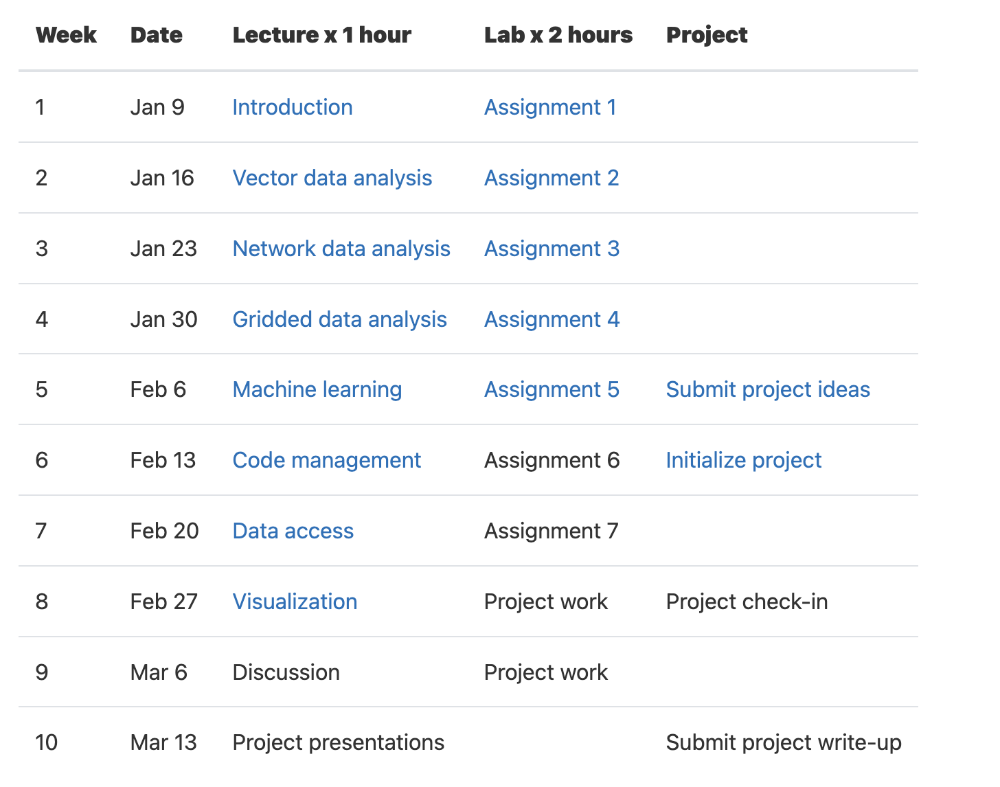 Week Date Lecture x 1 hour Lab x 2 hours Project
1 Jan 9 Introduction Assignment 1
2 Jan 16 Vector data analysis Assignment 2
3 Jan 23 Network data analysis Assignment 3
4 Jan 30 Gridded data analysis Assignment 4
5 Feb 6 Machine learning Assignment 5 Submit project ideas
6 Feb 13 Code management Assignment 6 Initialize project
7 Feb 20 Data access Assignment 7
8 Feb 27 Visualization Project work Project check-in
9 Mar 6 Discussion Project work
10 Mar 13 Project presentations Submit project write-up